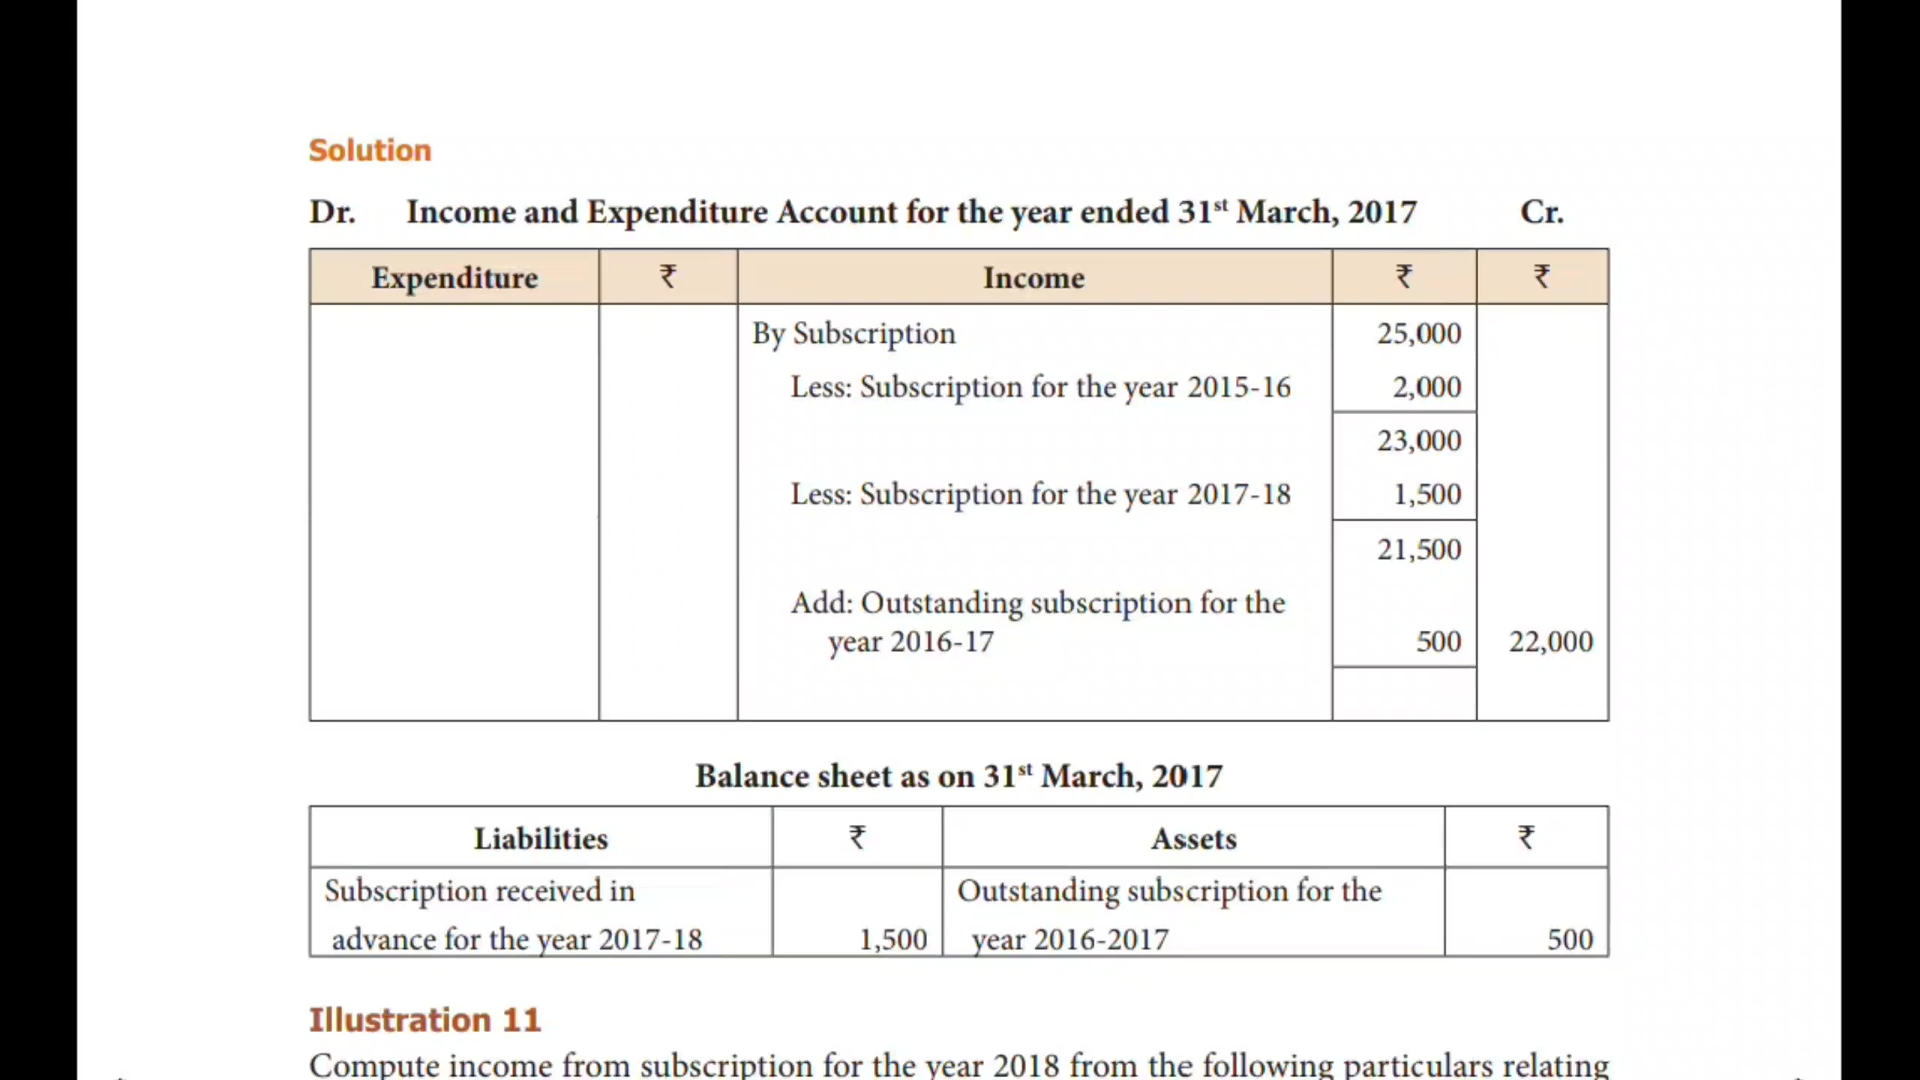 Solution
Dr. Income and Expenditure Account for the year ended 31st March, 2017 Cr.
Expenditure ₹ Income ₹ ₹
By Subscription 25,000
Less: Subscription for the year 2015-16 2,000
23,000
Less: Subscription for the year 2017-18 1,500
21,500
Add: Outstanding subscription for the
year 2016-17 500 22,000
Balance sheet as on 31st March, 2017
Liabilities ₹ Assets ₹
Subscription received in Outstanding subscription for the
advance for the year 2017-18 1,500 year 2016-2017 500
Illustration 11
Compute income from subscription for the year 2018 from the following particulars relating